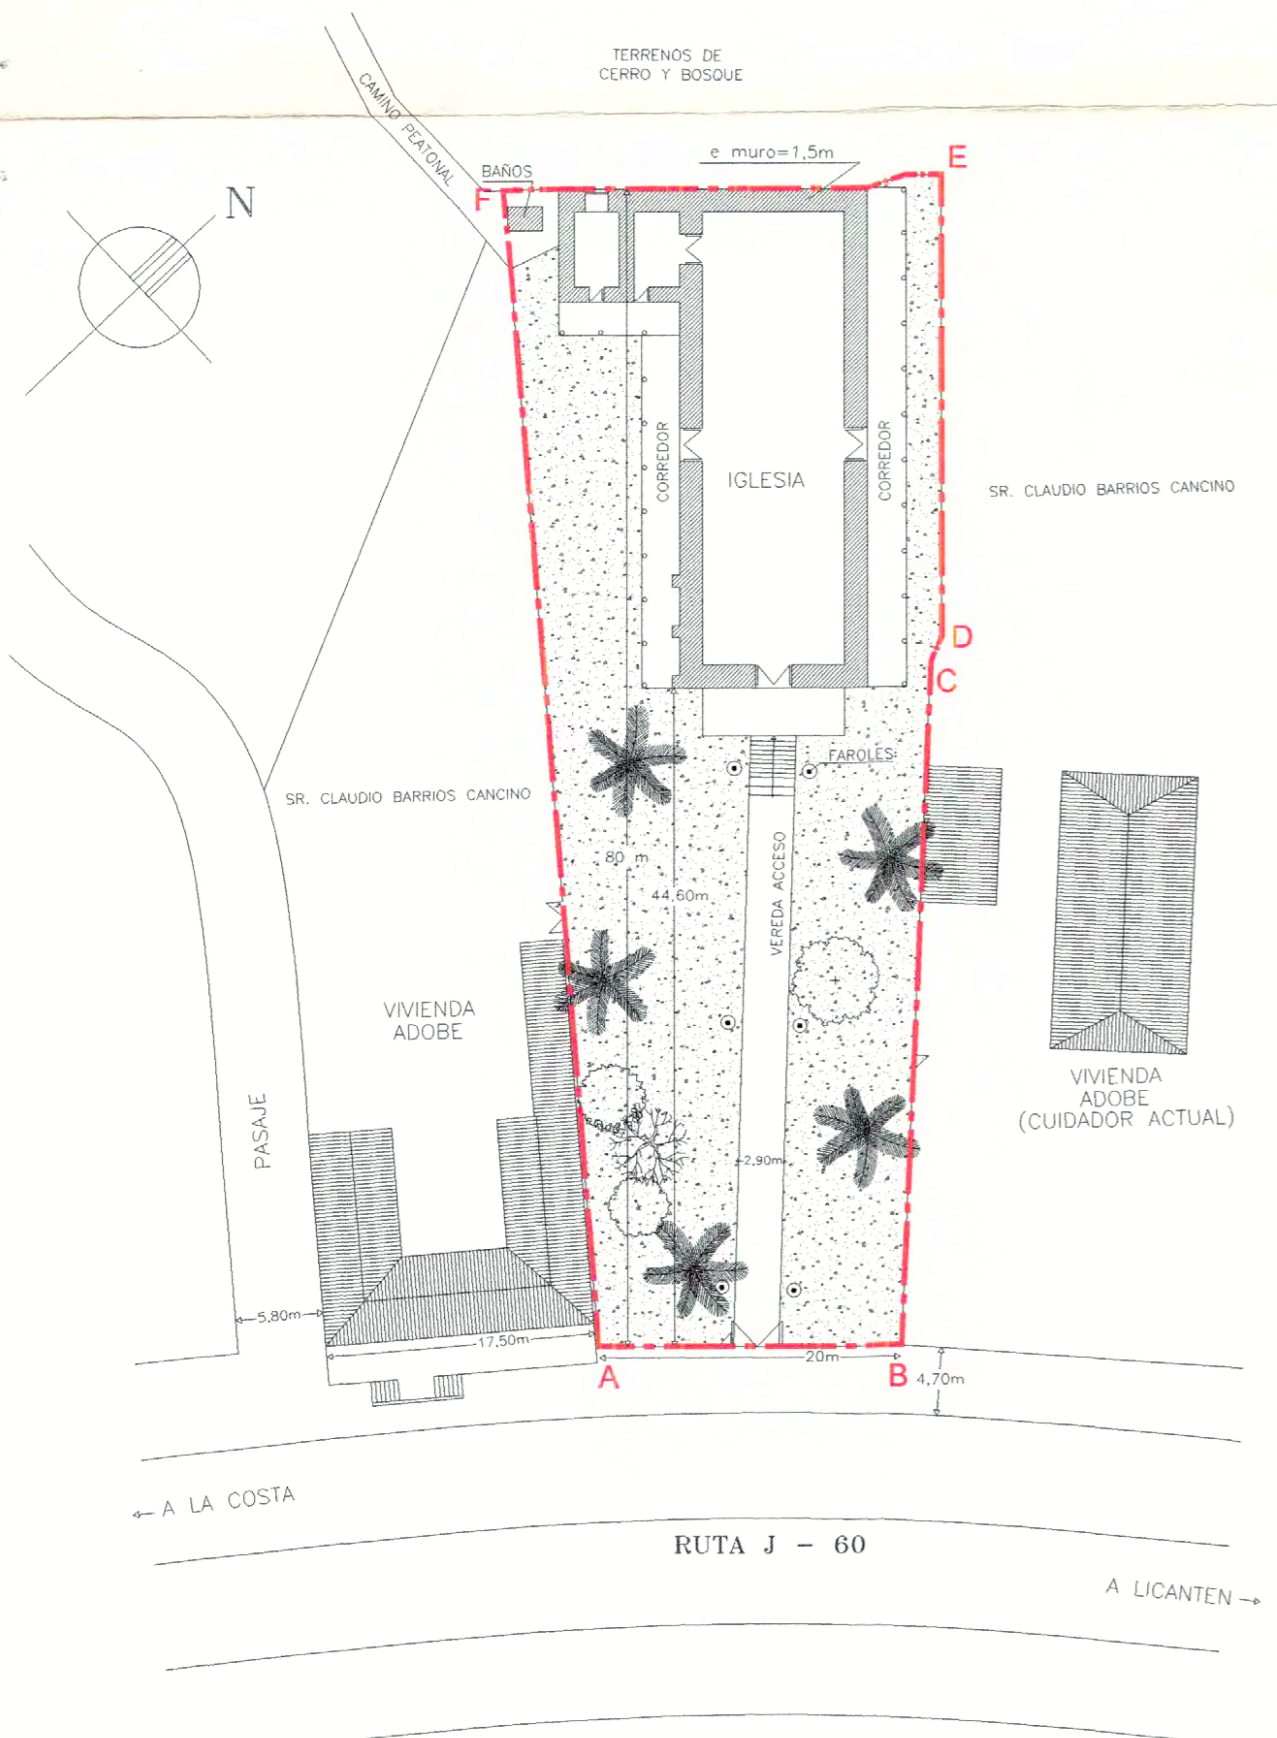 TERRENOS DE
CERRO Y BOSQUE
CAMINO PEATONAL
e muro=1,5m
E
BAÑOS
F
N
CORREDOR
IGLESIA
CORREDOR
SR. CLAUDIO BARRIOS CANCINO
D
C
FAROLES
SR. CLAUDIO BARRIOS CANCINO
80 m
44,60m
VEREDA ACCESO
VIVIENDA
ADOBE
VIVIENDA
ADOBE
(CUIDADOR ACTUAL)
PASAJE
2,90m
5,80m
17,50m
20m
A
B
4,70m
A LA COSTA
RUTA J - 60
A LICANTEN